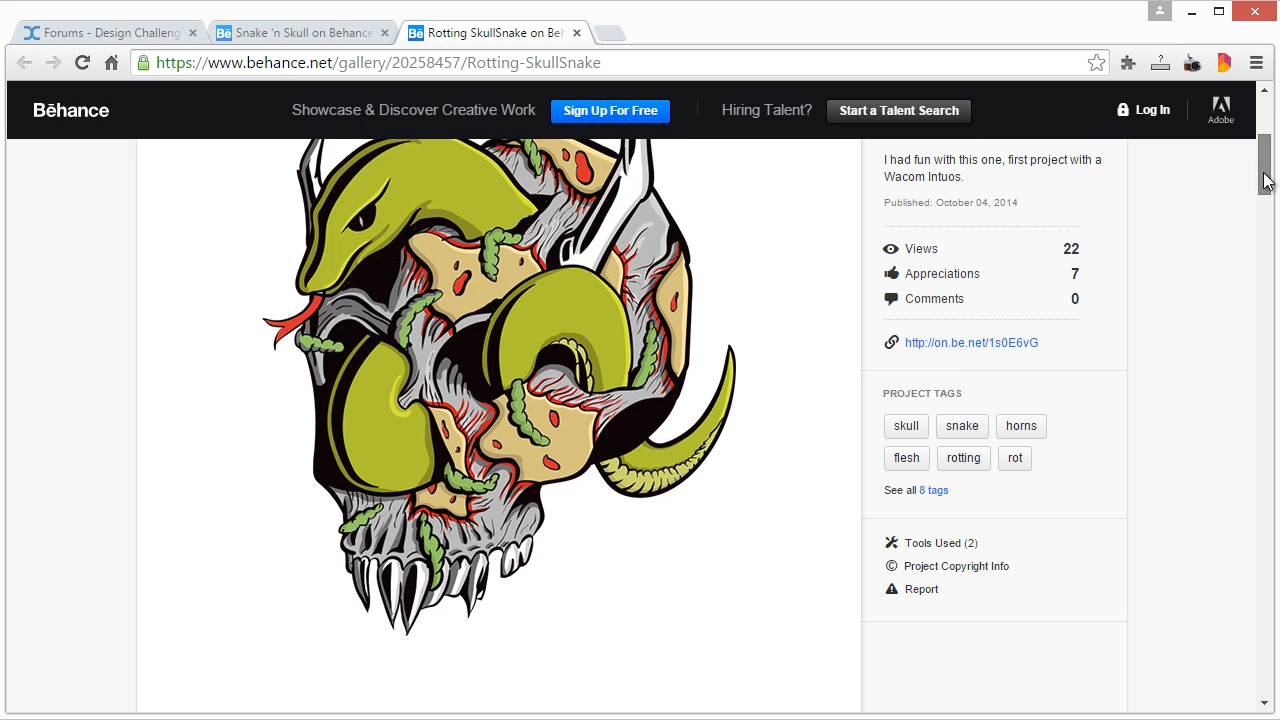 Forums - Design Challeng
Bē Snake 'n Skull on Behance
Bē Rotting SkullSnake on Beh
https://www.behance.net/gallery/20258457/Rotting-SkullSnake
Bēhance
Showcase & Discover Creative Work
Sign Up For Free
Hiring Talent?
Start a Talent Search
Log In
Adobe
I had fun with this one, first project with a
Wacom Intuos.
Published: October 04, 2014
Views 22
Appreciations 7
Comments 0
http://on.be.net/1s0E6vG
PROJECT TAGS
skull snake horns
flesh rotting rot
See all 8 tags
Tools Used (2)
© Project Copyright Info
Report